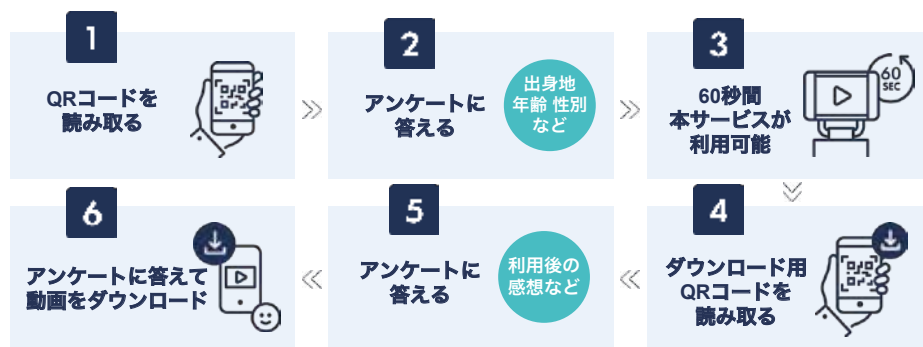 1
QRコードを
読み取る
2
アンケートに
答える
出身地
年齢 性別
など
3
60秒間
本サービスが
利用可能
60
SEC
4
ダウンロード用
QRコードを
読み取る
5
アンケートに
答える
利用後の
感想など
6
アンケートに答えて
動画をダウンロード